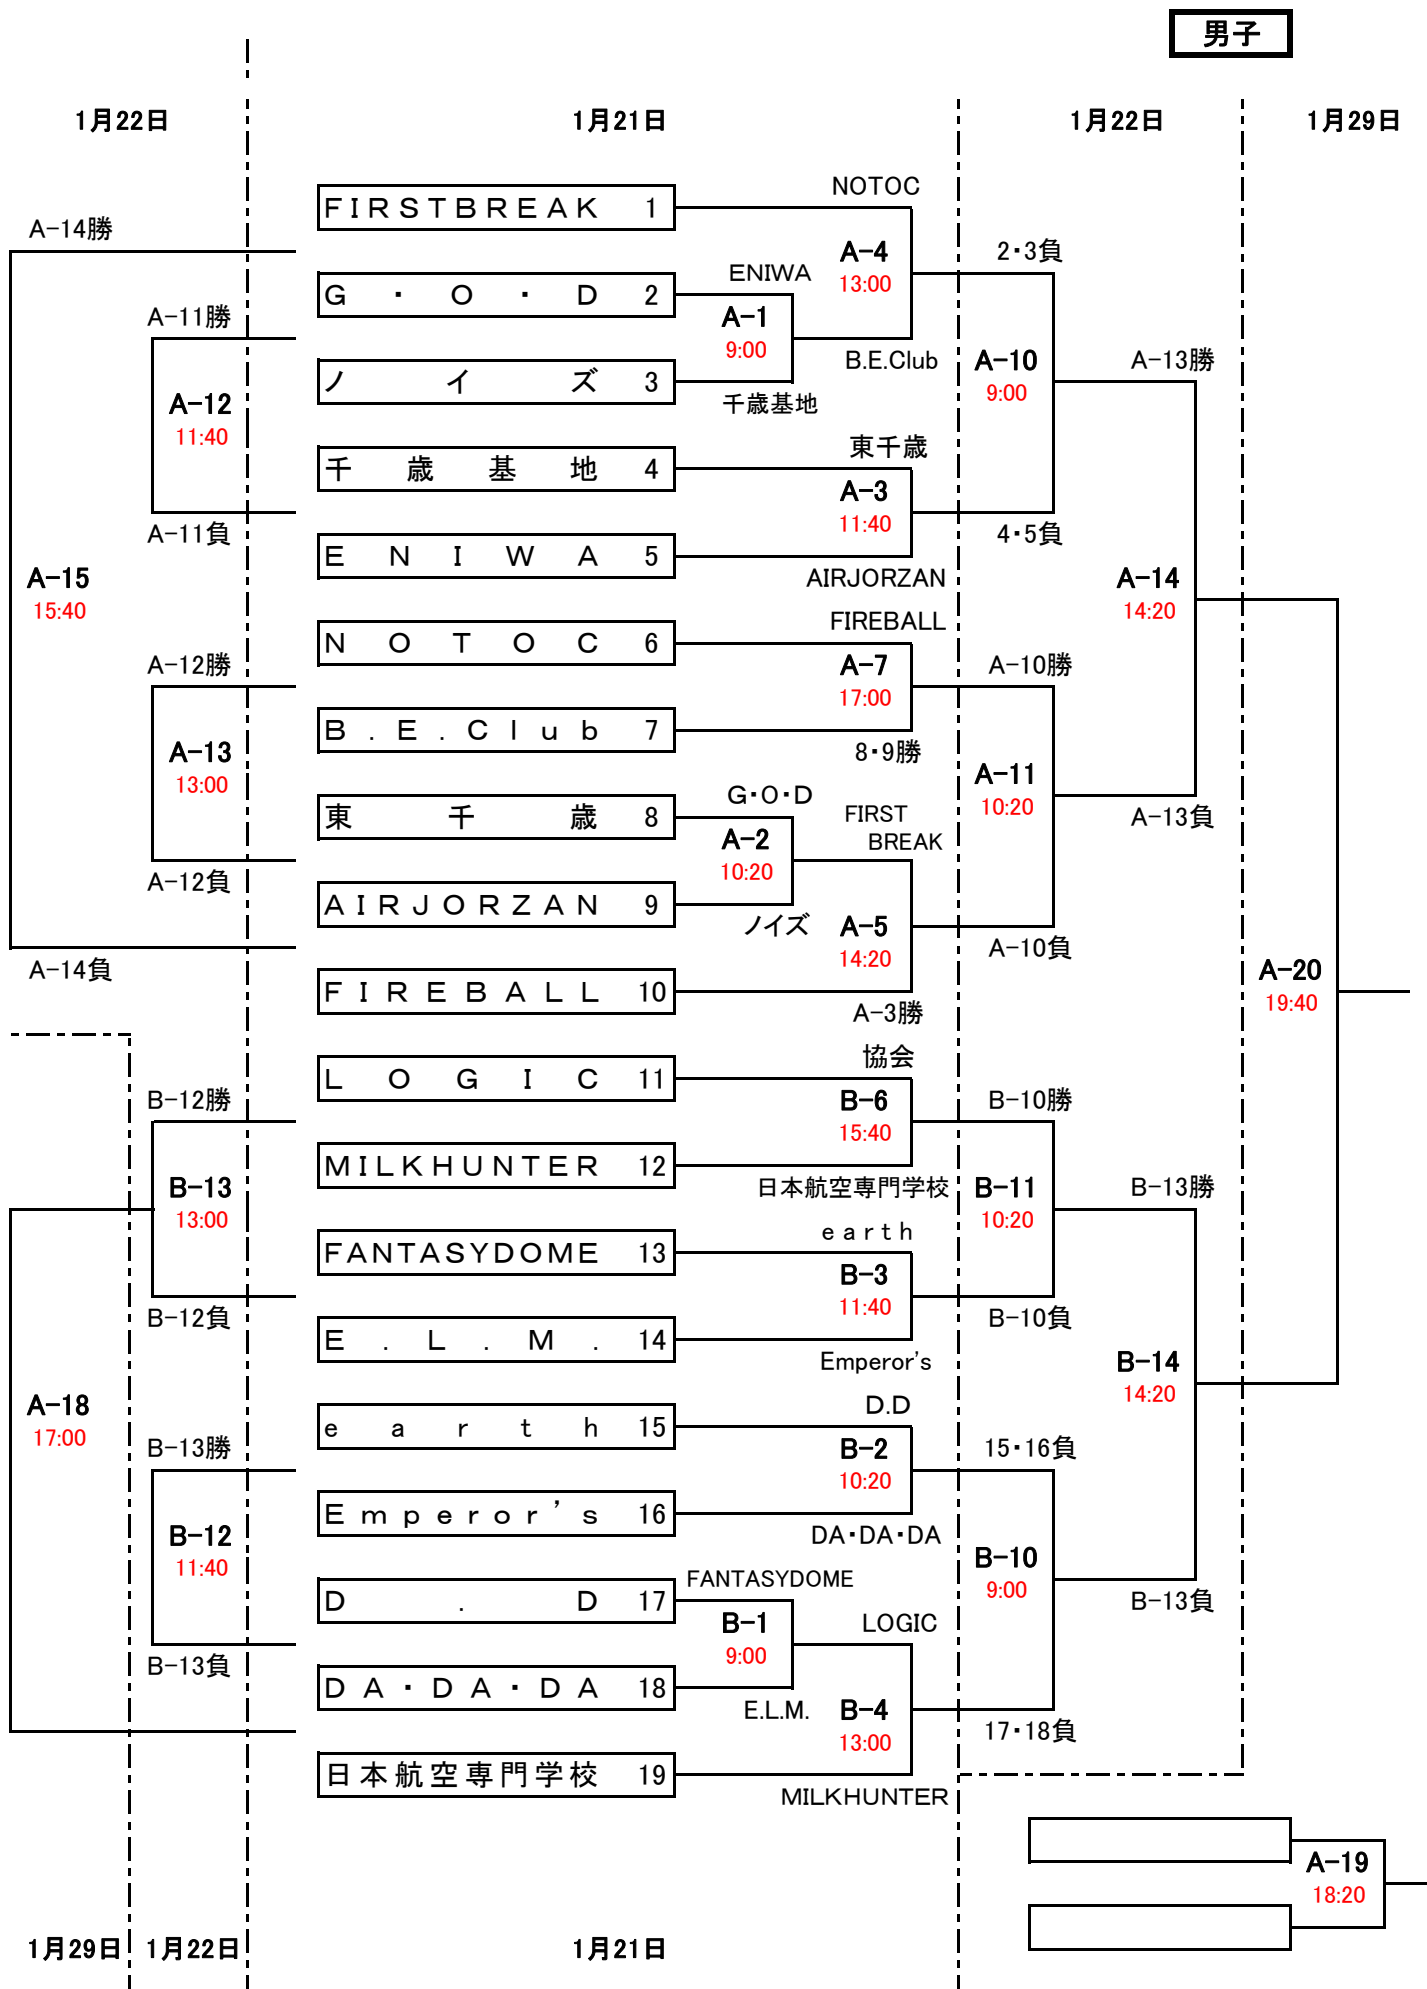 男子
1月22日
1月21日
1月22日
1月29日
NOTOC
FIRSTBREAK 1
A-14勝
A-4
13:00
2・3負
ENIWA
G・O・D 2
A-11勝
A-1
9:00
B.E.Club
A-10
9:00
A-13勝
ノイズ 3
千歳基地
A-12
11:40
東千歳
千歳基地 4
A-3
11:40
A-11負
4・5負
ENIWA 5
AIRJORZAN
A-15
15:40
A-14
14:20
FIREBALL
NOTOC 6
A-12勝
A-7
17:00
A-10勝
B.E.Club 7
8・9勝
A-13
13:00
A-11
10:20
G・O・D
FIRST
BREAK
東千歳 8
A-2
10:20
A-13負
A-12負
AIRJORZAN 9
ノイズ
A-5
14:20
A-10負
A-14負
FIREBALL 10
A-3勝
A-20
19:40
協会
LOGIC 11
B-12勝
B-6
15:40
B-10勝
MILKHUNTER 12
日本航空専門学校
B-13
13:00
B-11
10:20
B-13勝
earth
FANTASYDOME 13
B-3
11:40
B-12負
B-10負
E.L.M. 14
Emperor's
B-14
14:20
A-18
17:00
D.D
earth 15
B-13勝
B-2
10:20
15・16負
Emperor's 16
DA・DA・DA
B-12
11:40
B-10
9:00
FANTASYDOME
D.D 17
B-1
9:00
LOGIC
B-13負
B-13負
DA・DA・DA 18
E.L.M.
B-4
13:00
17・18負
日本航空専門学校 19
MILKHUNTER
A-19
18:20
1月29日
1月22日
1月21日